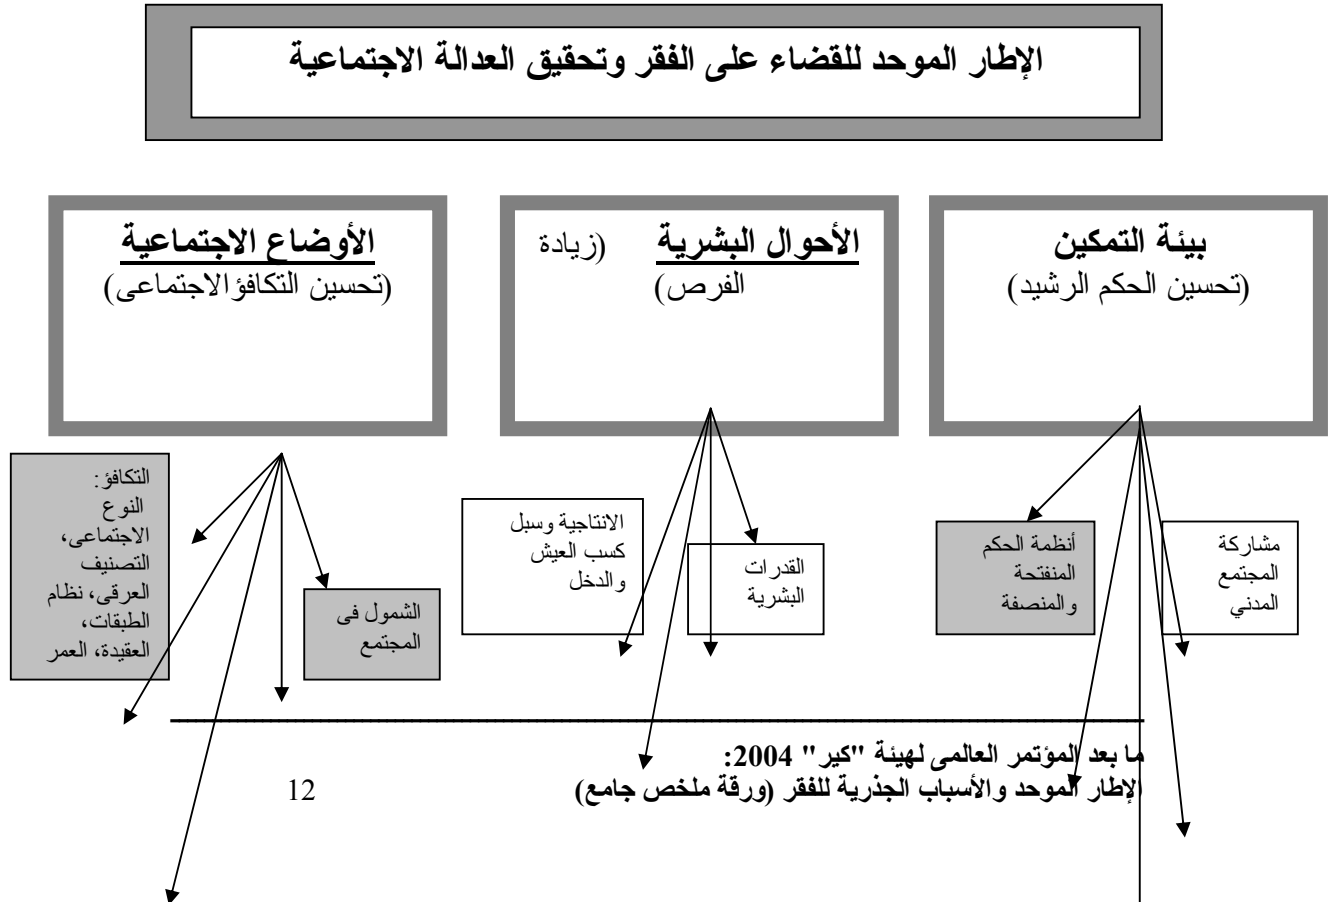 الإطار الموحد للقضاء على الفقر وتحقيق العدالة الاجتماعية
بيئة التمكين
(تحسين الحكم الرشيد)
الأحوال البشرية (زيادة
الفرص)
الأوضاع الاجتماعية
(تحسين التكافؤ الاجتماعى)
مشاركة
المجتمع
المدني
أنظمة الحكم
المنفتحة
والمنصفة
القدرات
البشرية
الانتاجية وسبل
كسب العيش
والدخل
الشمول فى
المجتمع
التكافؤ:
النوع
الاجتماعى،
التصنيف
العرقى، نظام
الطبقات،
العقيدة، العمر
ما بعد المؤتمر العالمى لهيئة "كير" 2004:
الإطار الموحد والأسباب الجذرية للفقر (ورقة ملخص جامع)
12